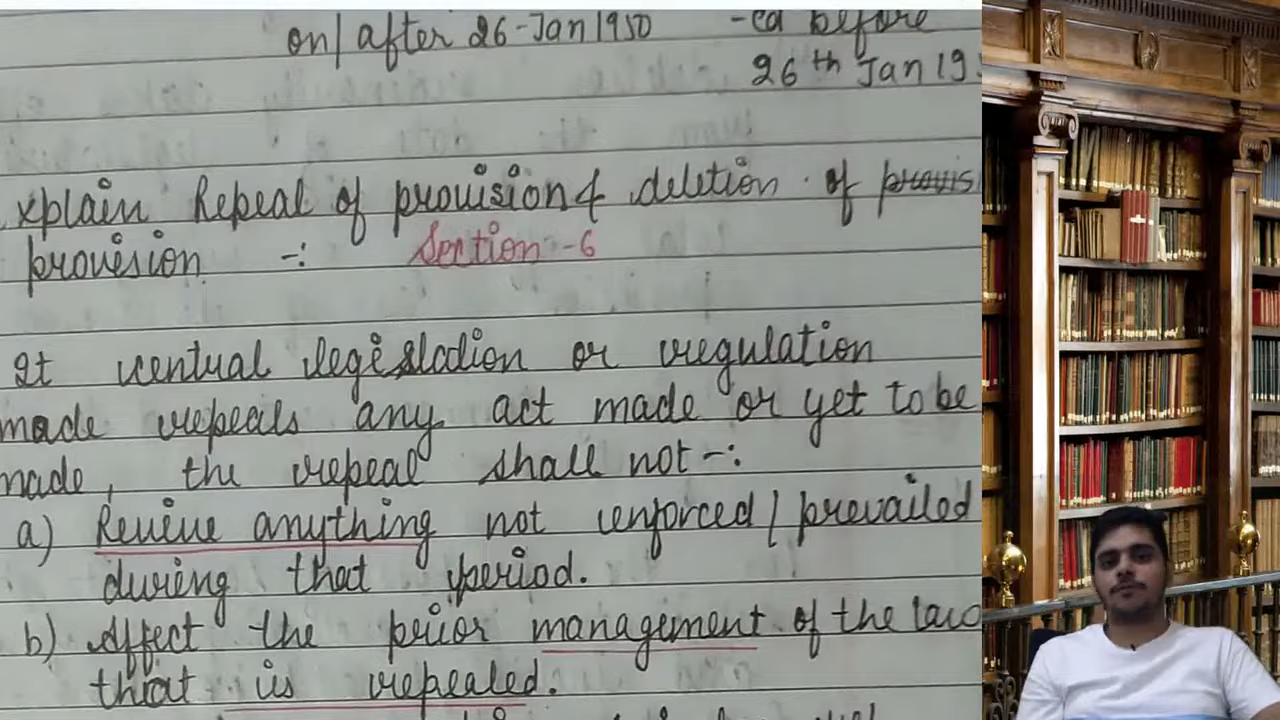 on/after 26-Jan 1950 -ed before
26th Jan 19
xplain Repeal of provision & deletion of provis
provision -: Section -6
It central legislation or regulation
made repeals any act made or yet to be
made, the repeal shall not -:
a) Revive anything not enforced / prevailed
during that period.
b) Affect the prior management of the law
that is repealed.